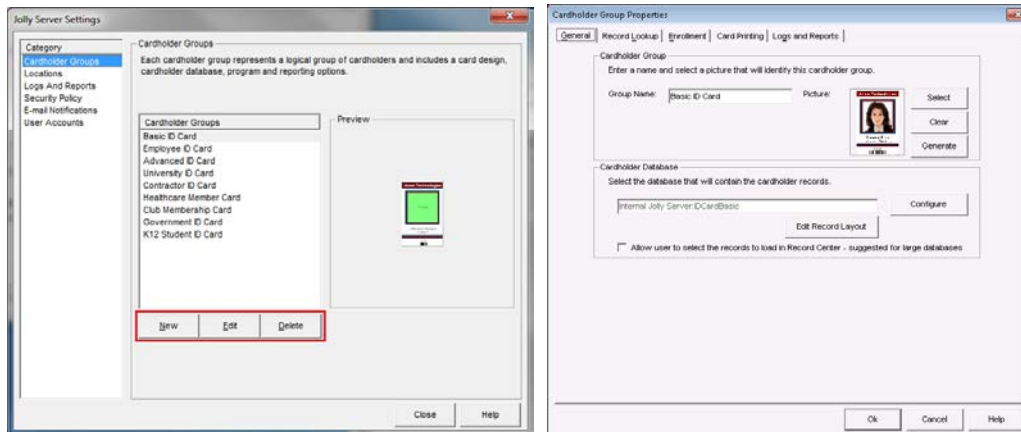 Jolly Server Settings
Category
Cardholder Groups
Locations
Logs And Reports
Security Policy
E-mail Notifications
User Accounts
Cardholder Groups
Each cardholder group represents a logical group of cardholders and includes a card design,
cardholder database, program and reporting options.
Cardholder Groups
Basic ID Card
Employee ID Card
Advanced ID Card
University ID Card
Contractor ID Card
Healthcare Member Card
Club Membership Card
Government ID Card
K12 Student ID Card
Preview
New Edit Delete
Close Help
Cardholder Group Properties
General Record Lookup Enrollment Card Printing Logs and Reports
Cardholder Group
Enter a name and select a picture that will identify this cardholder group.
Group Name: Basic ID Card Picture: Select
Clear
Generate
Cardholder Database
Select the database that will contain the cardholder records.
Internal Jolly Server:IDCardBasic Configure
Edit Record Layout
Allow user to select the records to load in Record Center - suggested for large databases
Ok Cancel Help